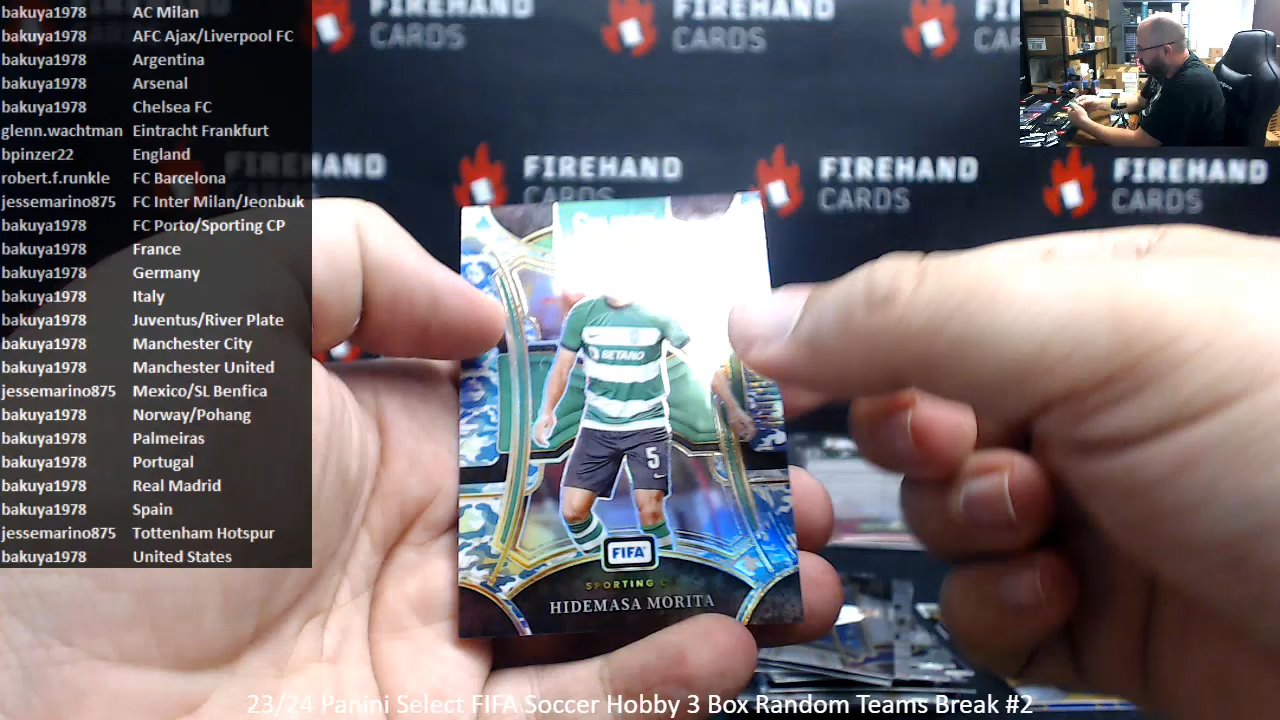 bakuya1978 AC Milan
bakuya1978 AFC Ajax/Liverpool FC
bakuya1978 Argentina
bakuya1978 Arsenal
bakuya1978 Chelsea FC
glenn.wachtman Eintracht Frankfurt
bpinzer22 England
robert.f.runkle FC Barcelona
jessemarino875 FC Inter Milan/Jeonbuk
bakuya1978 FC Porto/Sporting CP
bakuya1978 France
bakuya1978 Germany
bakuya1978 Italy
bakuya1978 Juventus/River Plate
bakuya1978 Manchester City
bakuya1978 Manchester United
jessemarino875 Mexico/SL Benfica
bakuya1978 Norway/Pohang
bakuya1978 Palmeiras
bakuya1978 Portugal
bakuya1978 Real Madrid
bakuya1978 Spain
jessemarino875 Tottenham Hotspur
bakuya1978 United States
FIREHAND
CARDS
FIREHAND
CARDS
FIREHAND
CARDS
FIREHAND
CARDS
FIREHAND
CARDS
FIREHAND
CARDS
BETANO
5
FIFA
SPORTING
HIDEMASA MORITA
23/24 Panini Select FIFA Soccer Hobby 3 Box Random Teams Break #2